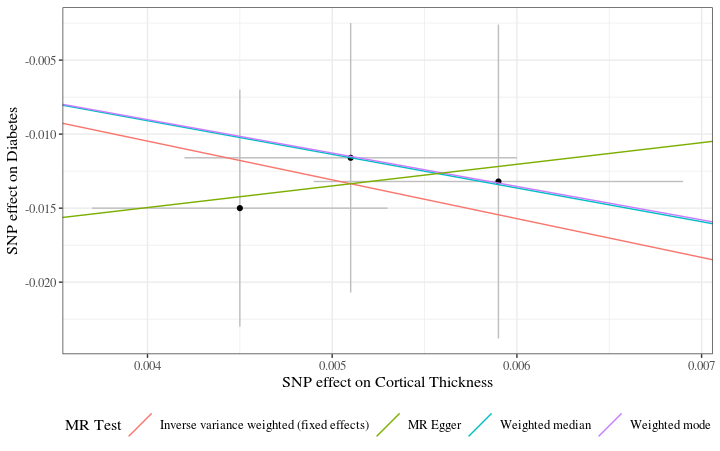 SNP effect on Diabetes
-0.005
-0.010
-0.015
-0.020
0.004 0.005 0.006 0.007
SNP effect on Cortical Thickness
MR Test Inverse variance weighted (fixed effects) MR Egger Weighted median Weighted mode